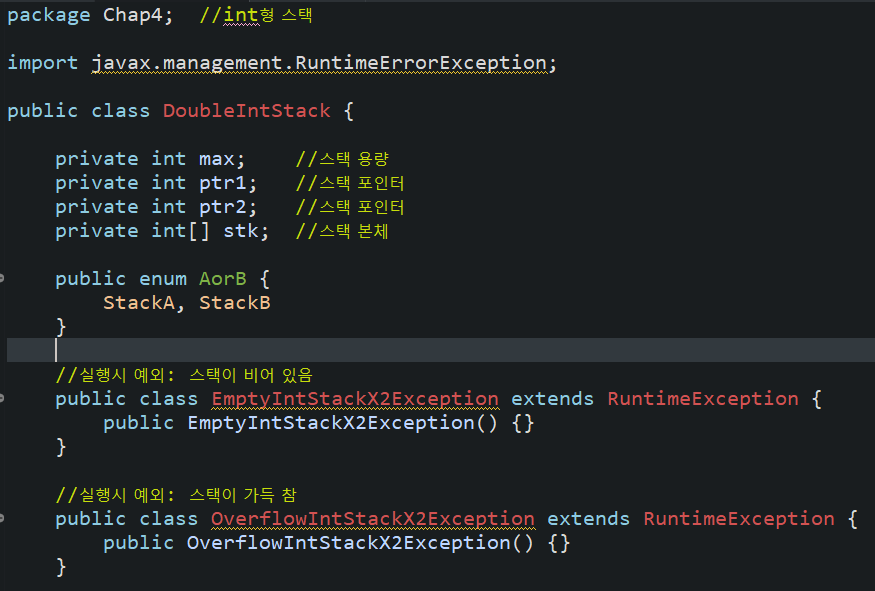 package Chap4;  //int형 스택
import javax.management.RuntimeErrorException;
public class DoubleIntStack {
    private int max;    //스택 용량
    private int ptr1;   //스택 포인터
    private int ptr2;   //스택 포인터
    private int[] stk;  //스택 본체
    public enum AorB {
        StackA, StackB
    }
    //실행시 예외: 스택이 비어 있음
    public class EmptyIntStackX2Exception extends RuntimeException {
        public EmptyIntStackX2Exception() {}
    }
    //실행시 예외: 스택이 가득 참
    public class OverflowIntStackX2Exception extends RuntimeException {
        public OverflowIntStackX2Exception() {}
    }